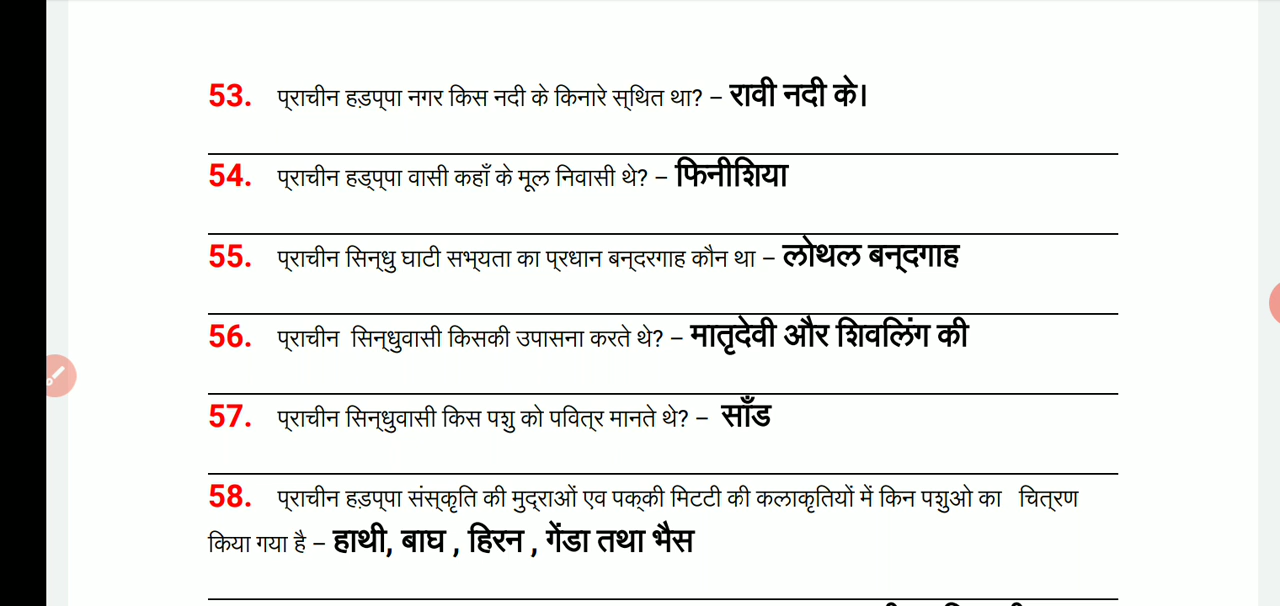 53. प्राचीन हड़प्पा नगर किस नदी के किनारे स्थित था? – रावी नदी के।
54. प्राचीन हड्प्पा वासी कहाँ के मूल निवासी थे? – फिनीशिया
55. प्राचीन सिन्धु घाटी सभ्यता का प्रधान बन्दरगाह कौन था – लोथल बन्दगाह
56. प्राचीन सिन्धुवासी किसकी उपासना करते थे? – मातृदेवी और शिवलिंग की
57. प्राचीन सिन्धुवासी किस पशु को पवित्र मानते थे? – साँड
58. प्राचीन हड़प्पा संस्कृति की मुद्राओं एव पक्की मिटटी की कलाकृतियों में किन पशुओ का चित्रण
किया गया है – हाथी, बाघ , हिरन , गेंडा तथा भैस